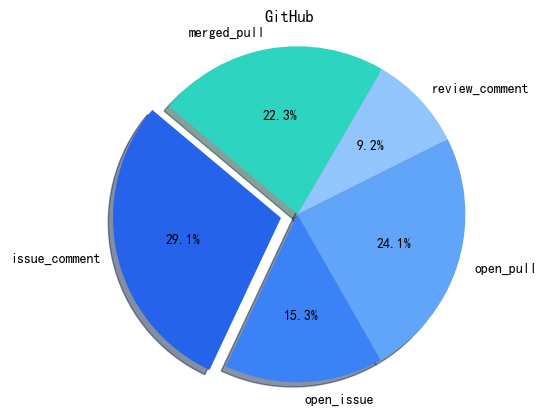 GitHub
merged_pull
review_comment
22.3%
9.2%
29.1%
24.1%
issue_comment
open_pull
15.3%
open_issue